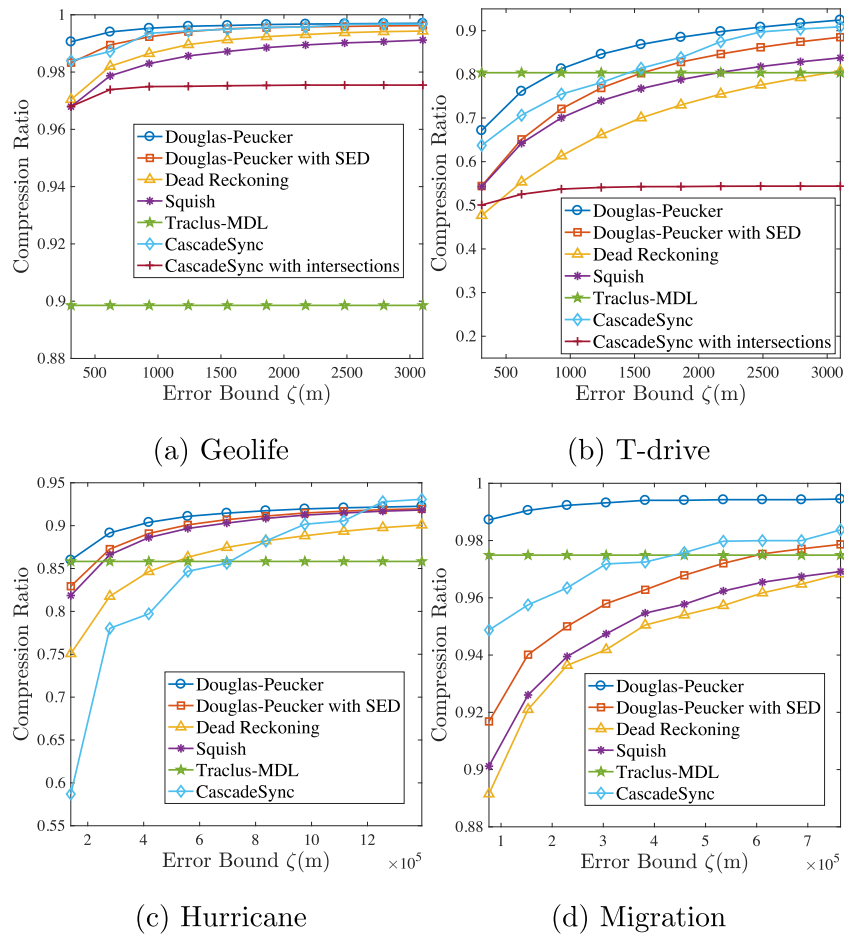 1
0.98
0.96
0.94
0.92
0.9
0.88
Compression Ratio
Douglas-Peucker
Douglas-Peucker with SED
Dead Reckoning
Squish
Traclus-MDL
CascadeSync
CascadeSync with intersections
500 1000 1500 2000 2500 3000
Error Bound ζ(m)
(a) Geolife
0.9
0.8
0.7
0.6
0.5
0.4
0.3
0.2
Compression Ratio
Douglas-Peucker
Douglas-Peucker with SED
Dead Reckoning
Squish
Traclus-MDL
CascadeSync
CascadeSync with intersections
500 1000 1500 2000 2500 3000
Error Bound ζ(m)
(b) T-drive
0.95
0.9
0.85
0.8
0.75
0.7
0.65
0.6
0.55
Compression Ratio
Douglas-Peucker
Douglas-Peucker with SED
Dead Reckoning
Squish
Traclus-MDL
CascadeSync
2 4 6 8 10 12
Error Bound ζ(m)
×10⁵
(c) Hurricane
1
0.98
0.96
0.94
0.92
0.9
0.88
Compression Ratio
Douglas-Peucker
Douglas-Peucker with SED
Dead Reckoning
Squish
Traclus-MDL
CascadeSync
1 2 3 4 5 6 7
Error Bound ζ(m)
×10⁵
(d) Migration